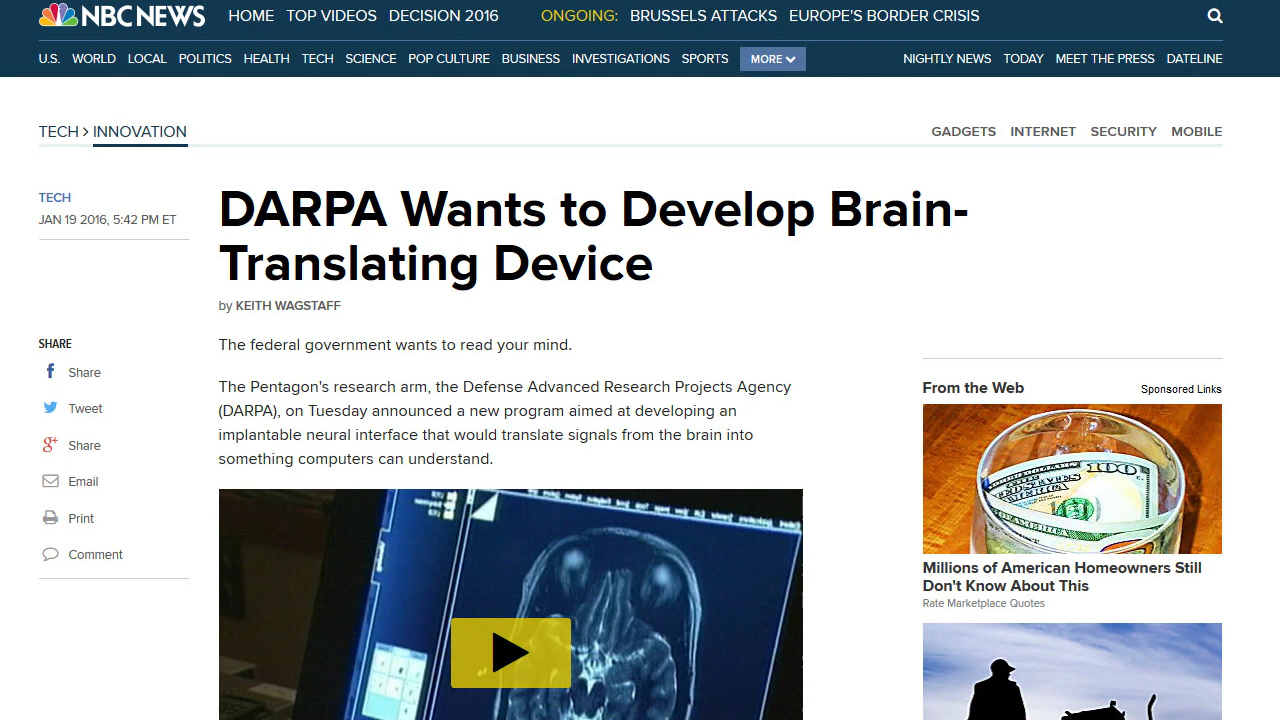 NBC NEWS HOME TOP VIDEOS DECISION 2016 ONGOING: BRUSSELS ATTACKS EUROPE'S BORDER CRISIS
U.S. WORLD LOCAL POLITICS HEALTH TECH SCIENCE POP CULTURE BUSINESS INVESTIGATIONS SPORTS MORE NIGHTLY NEWS TODAY MEET THE PRESS DATELINE
TECH > INNOVATION GADGETS INTERNET SECURITY MOBILE
TECH
JAN 19 2016, 5:42 PM ET
DARPA Wants to Develop Brain-
Translating Device
by KEITH WAGSTAFF
SHARE
Share
Tweet
Share
Email
Print
Comment
The federal government wants to read your mind.
The Pentagon's research arm, the Defense Advanced Research Projects Agency
(DARPA), on Tuesday announced a new program aimed at developing an
implantable neural interface that would translate signals from the brain into
something computers can understand.
From the Web Sponsored Links
100
Millions of American Homeowners Still
Don't Know About This
Rate Marketplace Quotes